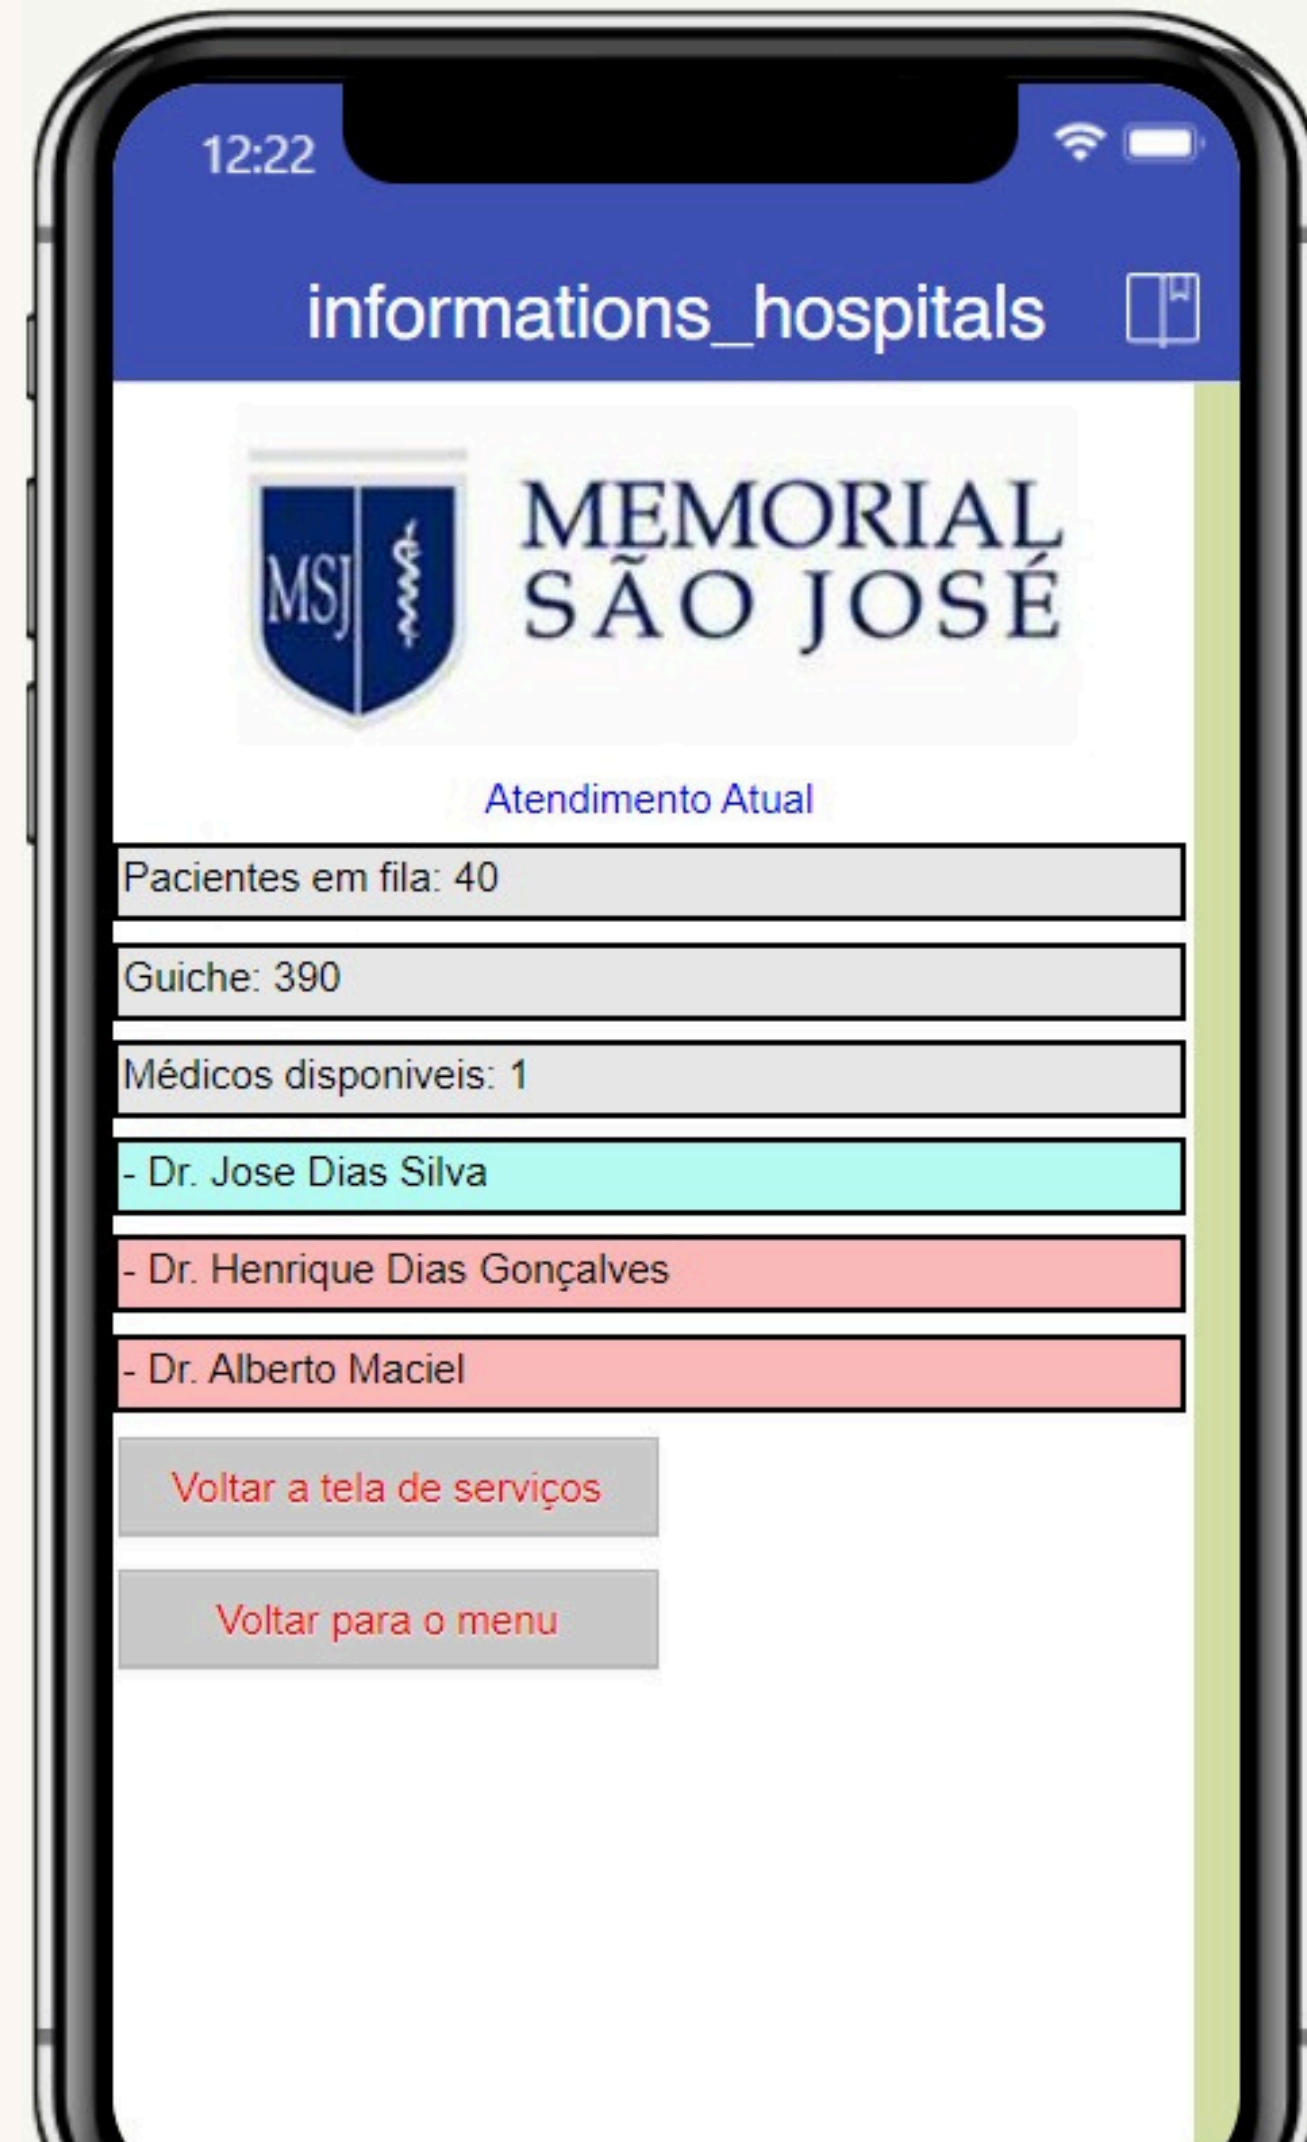 12:22
informations_hospitals
MSJ
MEMORIAL
SÃO JOSÉ
Atendimento Atual
Pacientes em fila: 40
Guiche: 390
Médicos disponiveis: 1
- Dr. Jose Dias Silva
- Dr. Henrique Dias Gonçalves
- Dr. Alberto Maciel
Voltar a tela de serviços
Voltar para o menu